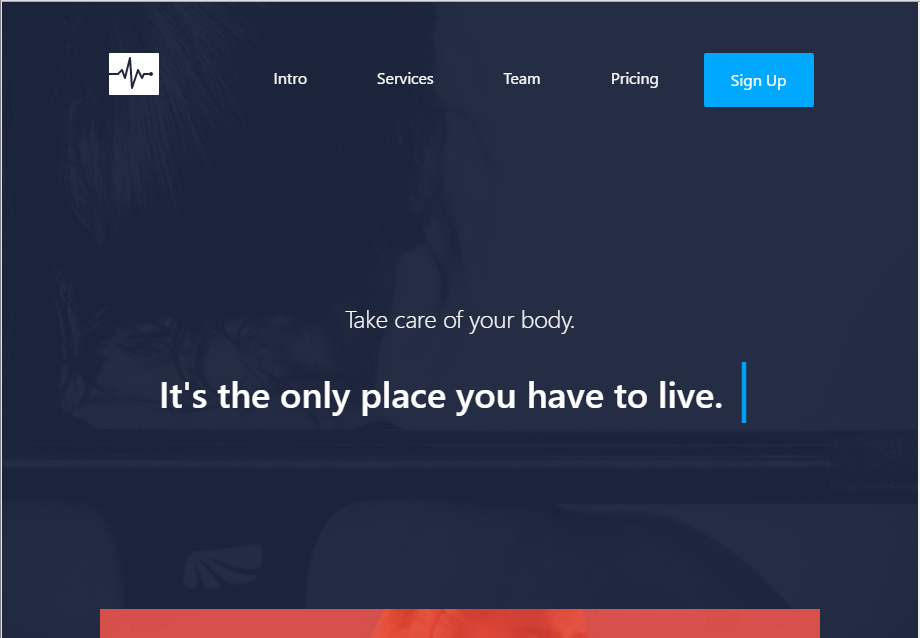 Intro Services Team Pricing Sign Up
Take care of your body.
It's the only place you have to live.